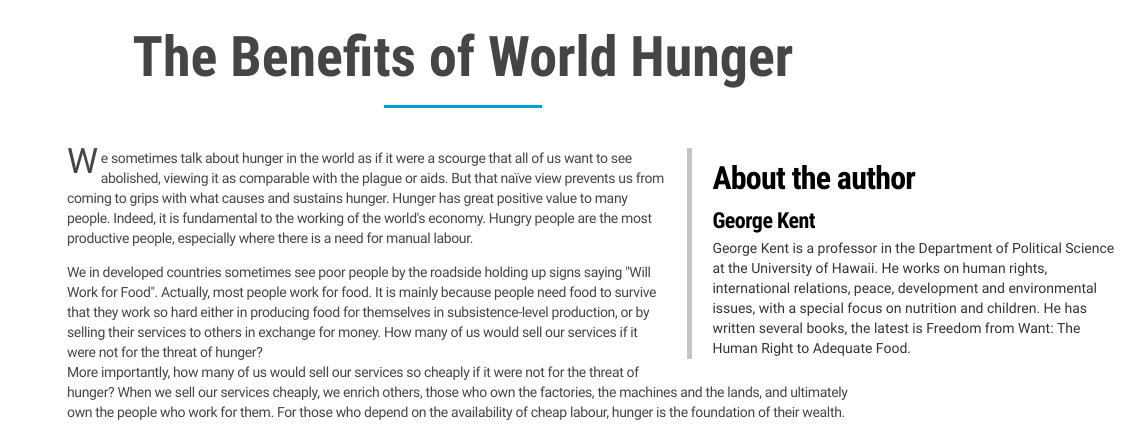 The Benefits of World Hunger
We sometimes talk about hunger in the world as if it were a scourge that all of us want to see
abolished, viewing it as comparable with the plague or aids. But that naïve view prevents us from
coming to grips with what causes and sustains hunger. Hunger has great positive value to many
people. Indeed, it is fundamental to the working of the world's economy. Hungry people are the most
productive people, especially where there is a need for manual labour.
We in developed countries sometimes see poor people by the roadside holding up signs saying "Will
Work for Food". Actually, most people work for food. It is mainly because people need food to survive
that they work so hard either in producing food for themselves in subsistence-level production, or by
selling their services to others in exchange for money. How many of us would sell our services if it
were not for the threat of hunger?
More importantly, how many of us would sell our services so cheaply if it were not for the threat of
hunger? When we sell our services cheaply, we enrich others, those who own the factories, the machines and the lands, and ultimately
own the people who work for them. For those who depend on the availability of cheap labour, hunger is the foundation of their wealth.
About the author
George Kent
George Kent is a professor in the Department of Political Science
at the University of Hawaii. He works on human rights,
international relations, peace, development and environmental
issues, with a special focus on nutrition and children. He has
written several books, the latest is Freedom from Want: The
Human Right to Adequate Food.